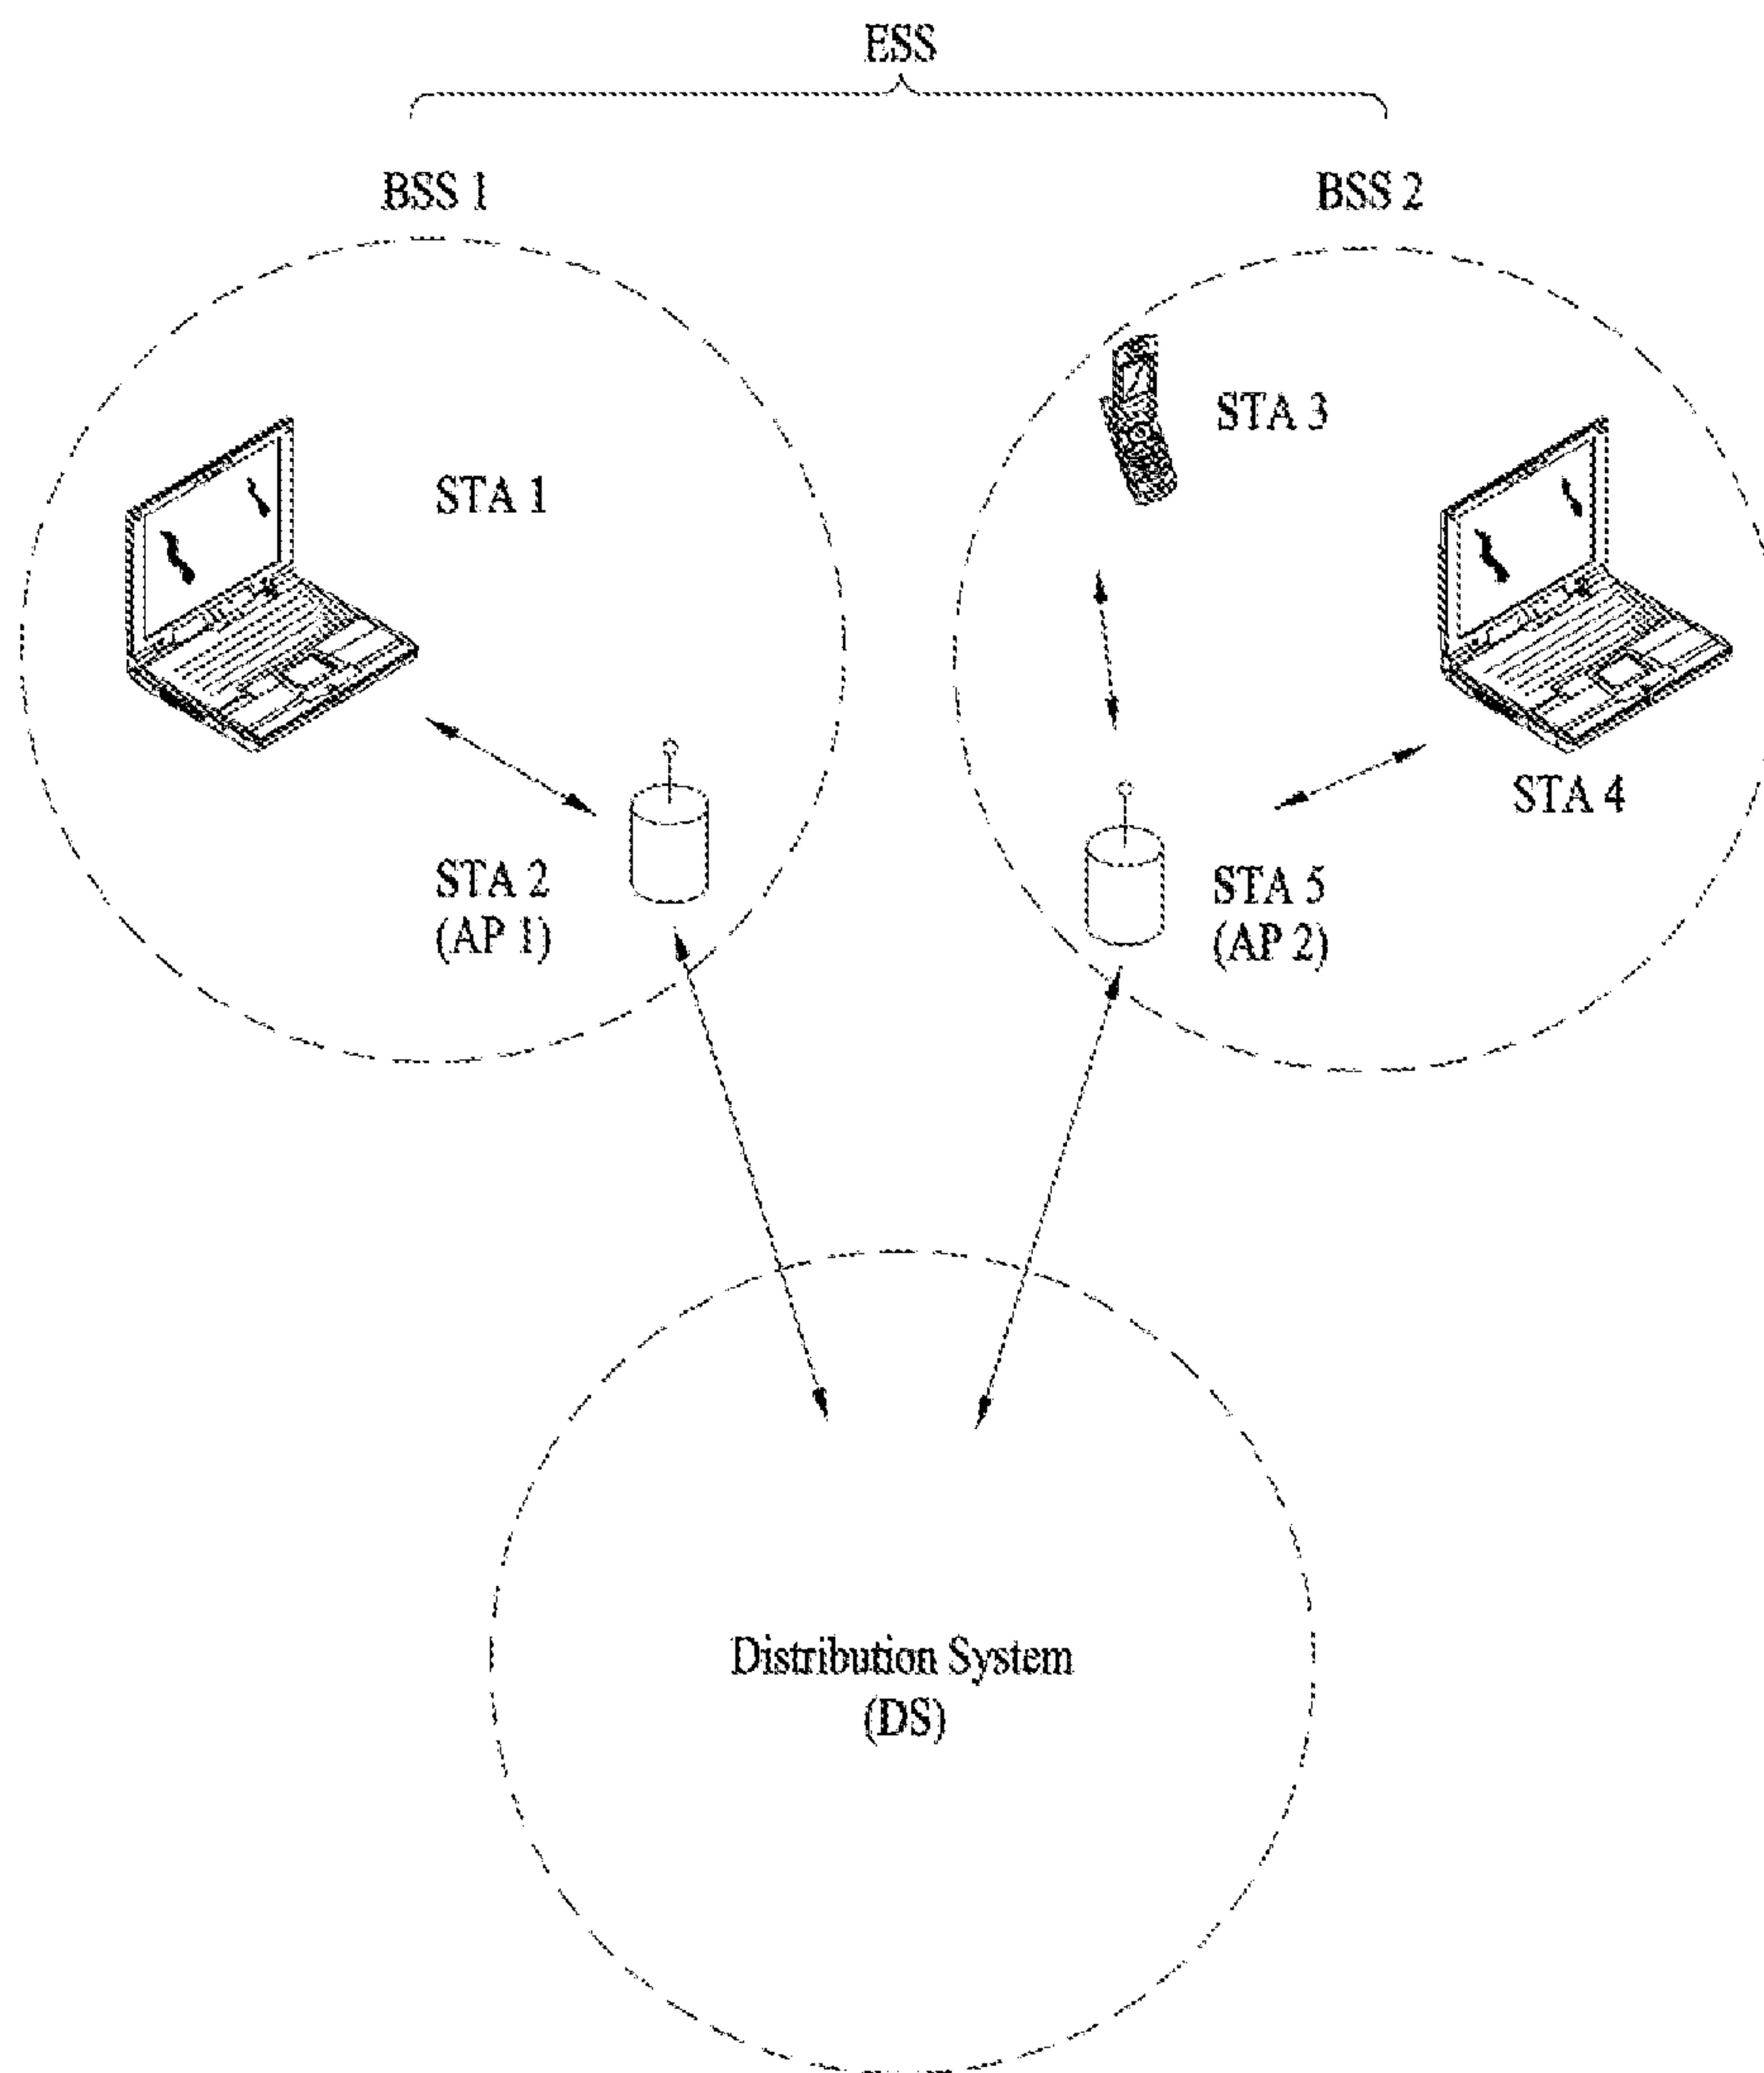 ESS
BSS 1
BSS 2
STA 3
STA 1
STA 4
STA 2
(AP 1)
STA 5
(AP 2)
Distribution System
(DS)